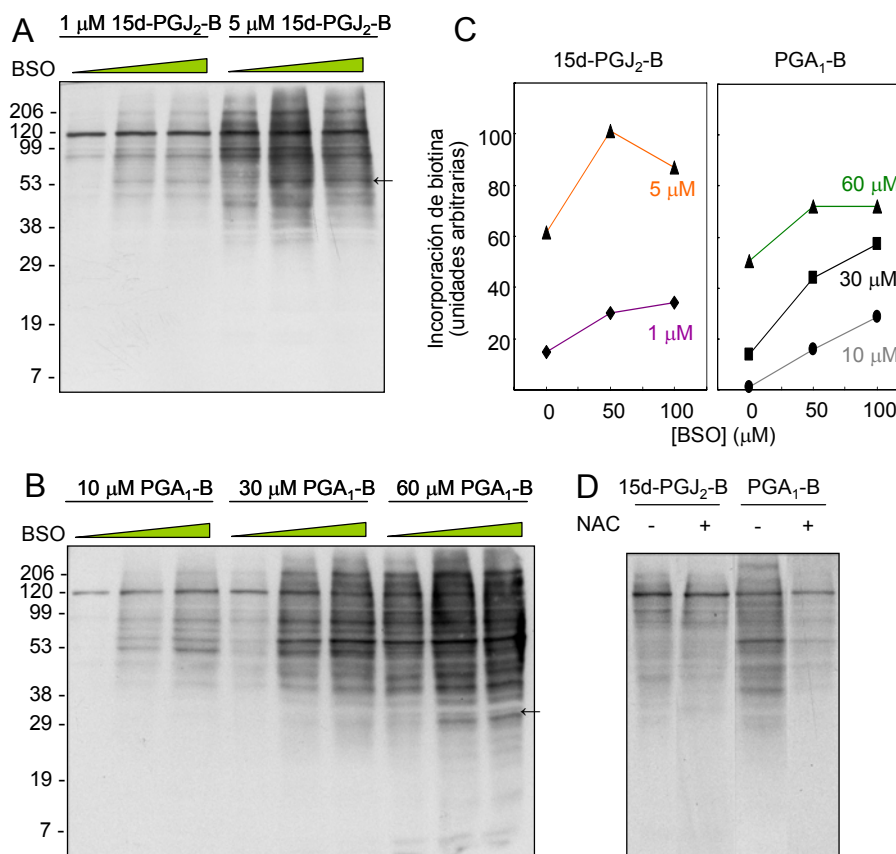 A
1 μM 15d-PGJ₂-B 5 μM 15d-PGJ₂-B
BSO
206 -
120 -
99 -
53 -
38 -
29 -
19 -
7 -
←
C
15d-PGJ₂-B PGA₁-B
Incorporación de biotina
(unidades arbitrarias)
100
80
60
40
20
5 μM
1 μM
60 μM
30 μM
10 μM
0 50 100 0 50 100
[BSO] (μM)
B
10 μM PGA₁-B 30 μM PGA₁-B 60 μM PGA₁-B
BSO
206 -
120 -
99 -
53 -
38 -
29 -
19 -
7 -
←
D
15d-PGJ₂-B PGA₁-B
NAC - + - +